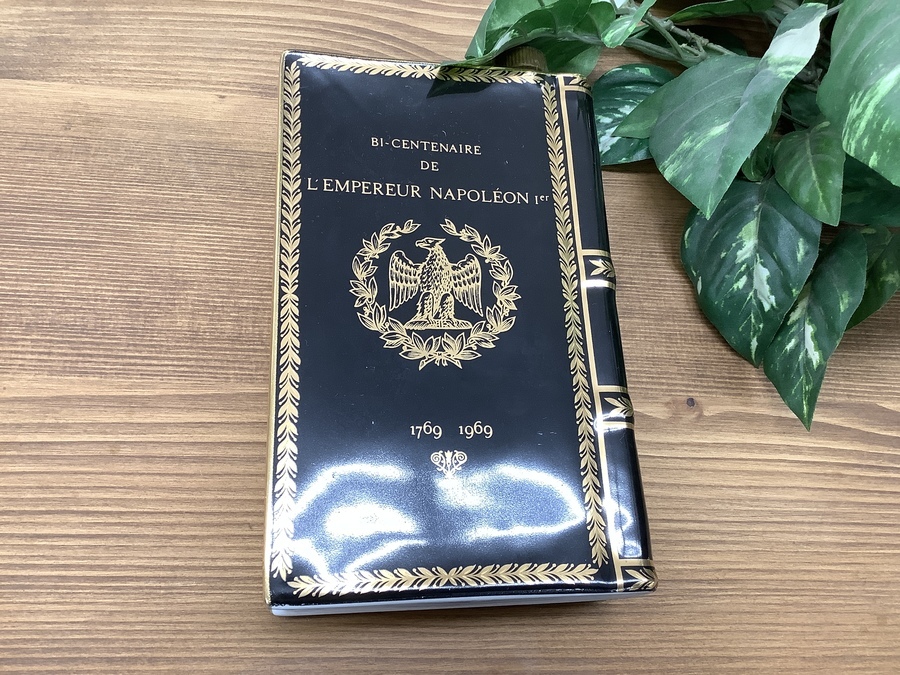 BI-CENTENAIRE
DE
L'EMPEREUR NAPOLÉON Ier
1769 1969